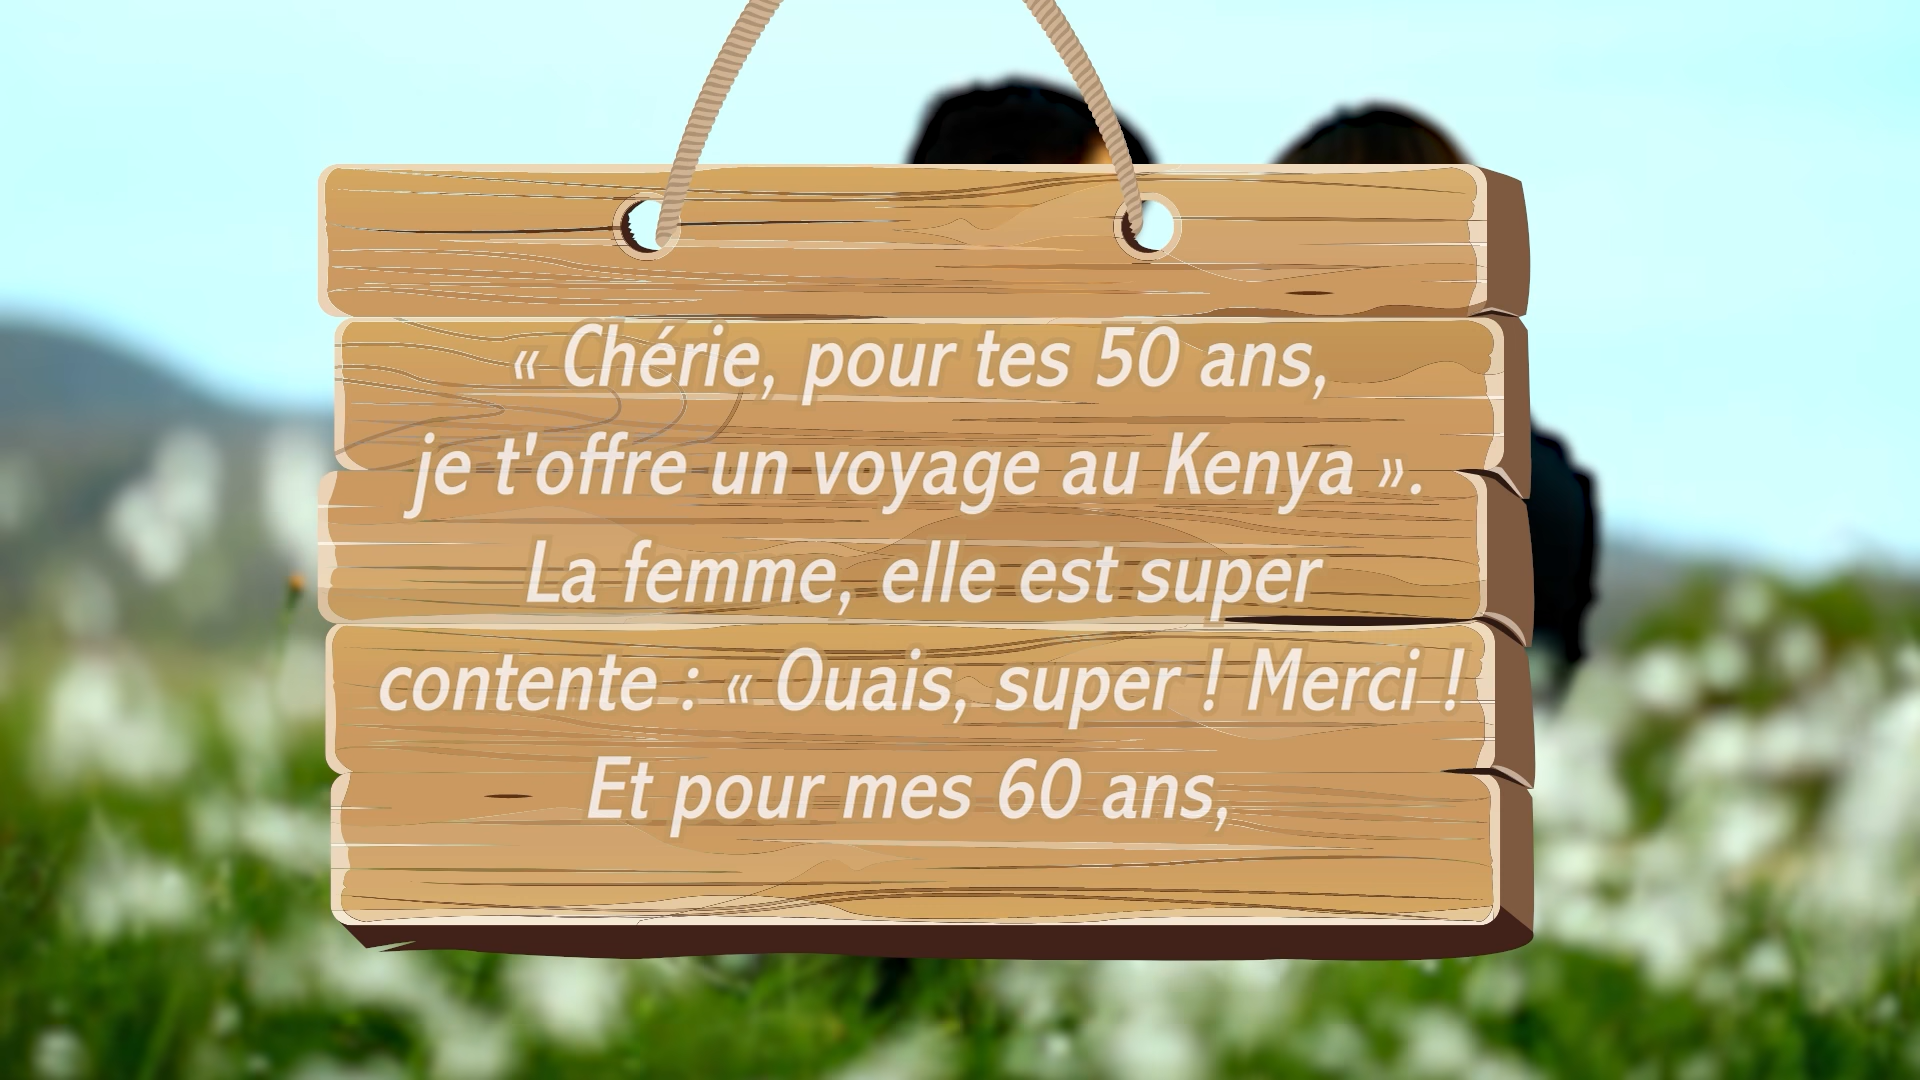 « Chérie, pour tes 50 ans,
je t'offre un voyage au Kenya ».
La femme, elle est super
contente : « Ouais, super ! Merci !
Et pour mes 60 ans,